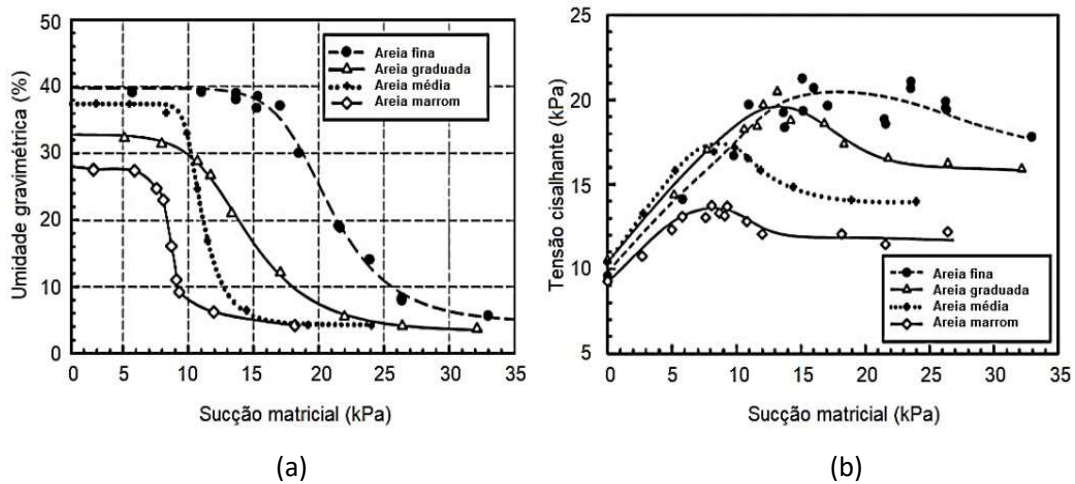 50
40
30
20
10
0
Umidade gravimétrica (%)
Areia fina
Areia graduada
Areia média
Areia marrom
0 5 10 15 20 25 30 35
Sucção matricial (kPa)
(a)
25
20
15
10
5
Tensão cisalhante (kPa)
Areia fina
Areia graduada
Areia média
Areia marrom
0 5 10 15 20 25 30 35
Sucção matricial (kPa)
(b)